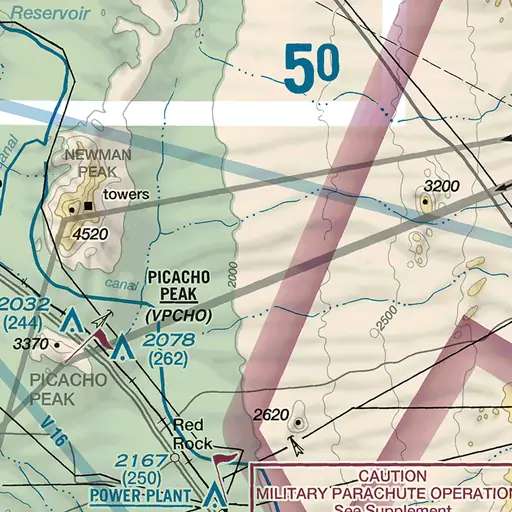 Reservoir
5⁰
canal
NEWMAN
PEAK
towers
3200
4520
canal
PICACHO
PEAK
(VPCHO)
2000
2032
(244)
2500
3370
2078
(262)
PICACHO
PEAK
V 16
2620
Red
Rock
2167
(250)
POWER-PLANT
CAUTION
MILITARY PARACHUTE OPERATION
See Supplement